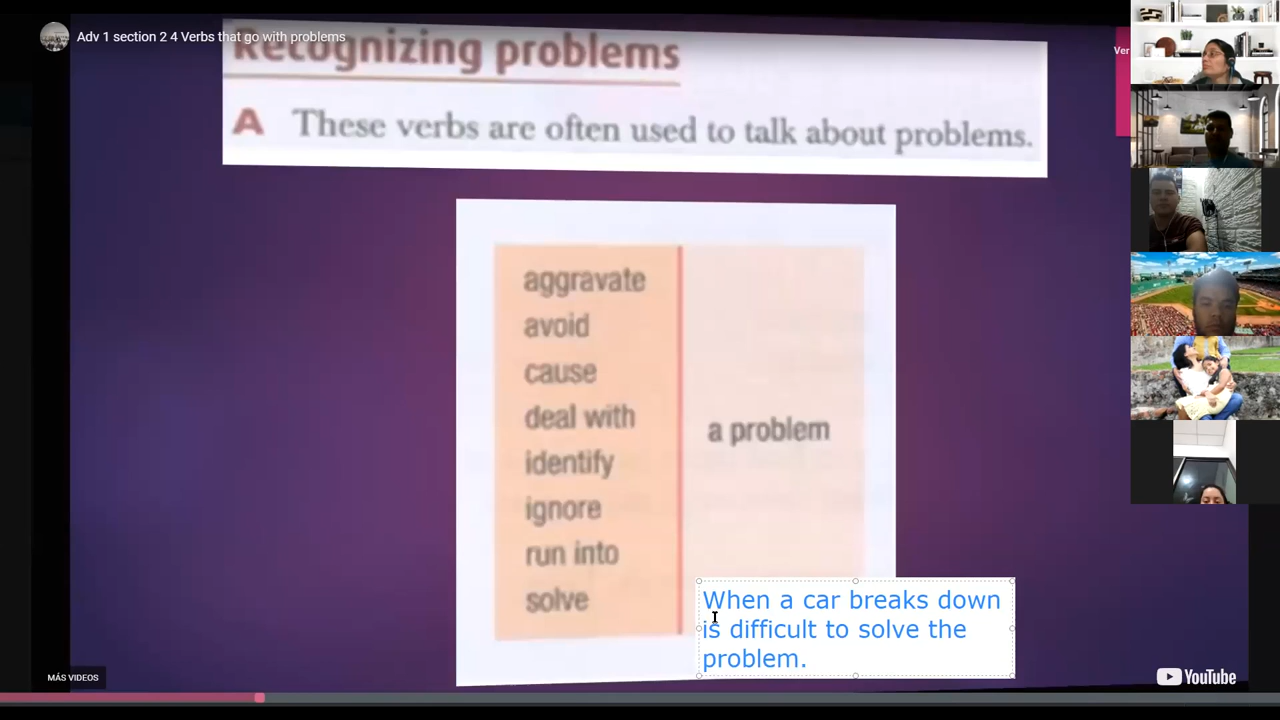 Adv 1 section 2 4 Verbs that go with problems
Ver
Recognizing problems
A These verbs are often used to talk about problems.
aggravate
avoid
cause
deal with
identify
ignore
run into
solve
a problem
When a car breaks down
is difficult to solve the
problem.
MÁS VIDEOS
YouTube